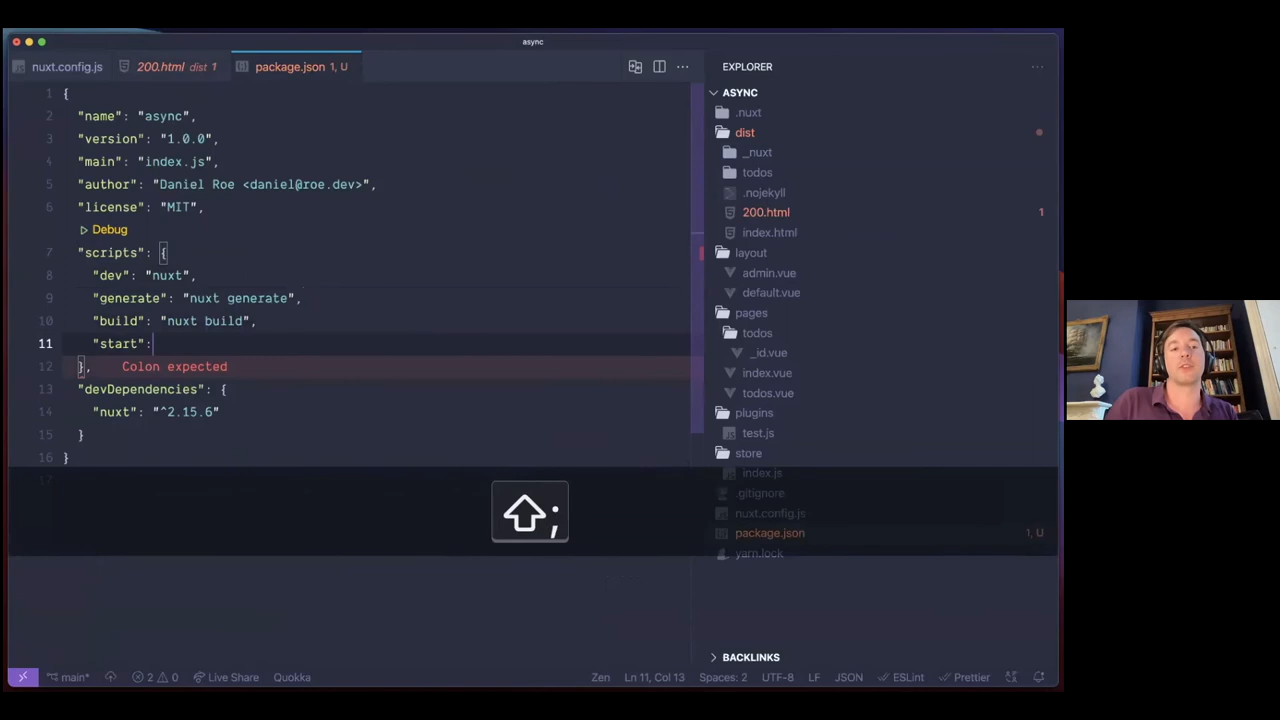 async
nuxt.config.js
200.html dist 1
package.json 1, U
EXPLORER
1 {
2 "name": "async",
3 "version": "1.0.0",
4 "main": "index.js",
5 "author": "Daniel Roe <daniel@roe.dev>",
6 "license": "MIT",
Debug
7 "scripts": {
8 "dev": "nuxt",
9 "generate": "nuxt generate",
10 "build": "nuxt build",
11 "start":
12 }, Colon expected
13 "devDependencies": {
14 "nuxt": "^2.15.6"
15 }
16 }
17
;
ASYNC
.nuxt
dist
_nuxt
todos
.nojekyll
200.html 1
index.html
layout
admin.vue
default.vue
pages
todos
_id.vue
index.vue
todos.vue
plugins
test.js
store
index.js
.gitignore
nuxt.config.js
package.json 1, U
yarn.lock
BACKLINKS
main* 2 0 Live Share Quokka Zen Ln 11, Col 13 Spaces: 2 UTF-8 LF JSON ESLint Prettier